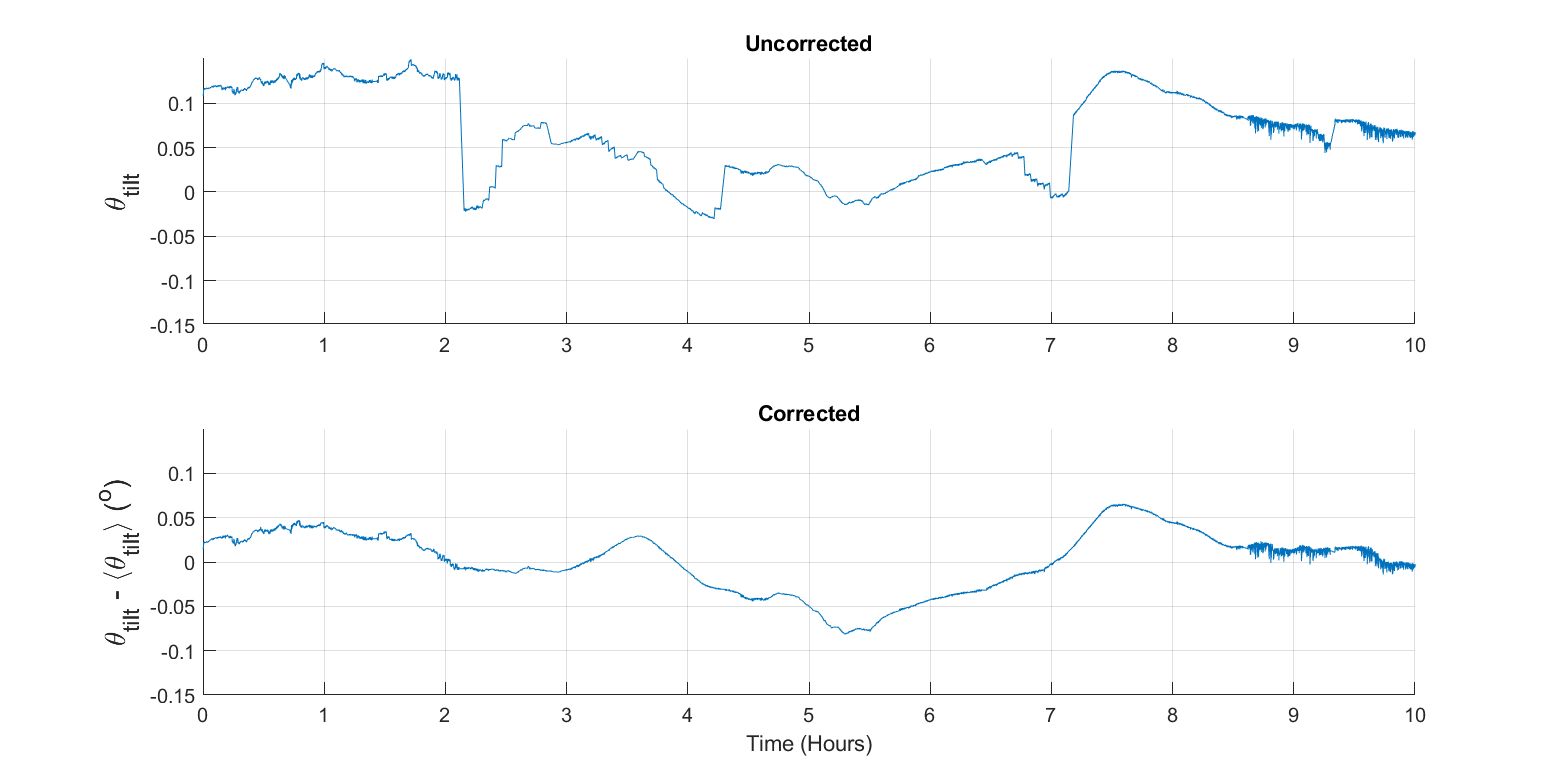 Uncorrected
θtilt
0.1
0.05
0
-0.05
-0.1
-0.15
0 1 2 3 4 5 6 7 8 9 10
Corrected
θtilt - ⟨θtilt⟩ (o)
0.1
0.05
0
-0.05
-0.1
-0.15
0 1 2 3 4 5 6 7 8 9 10
Time (Hours)